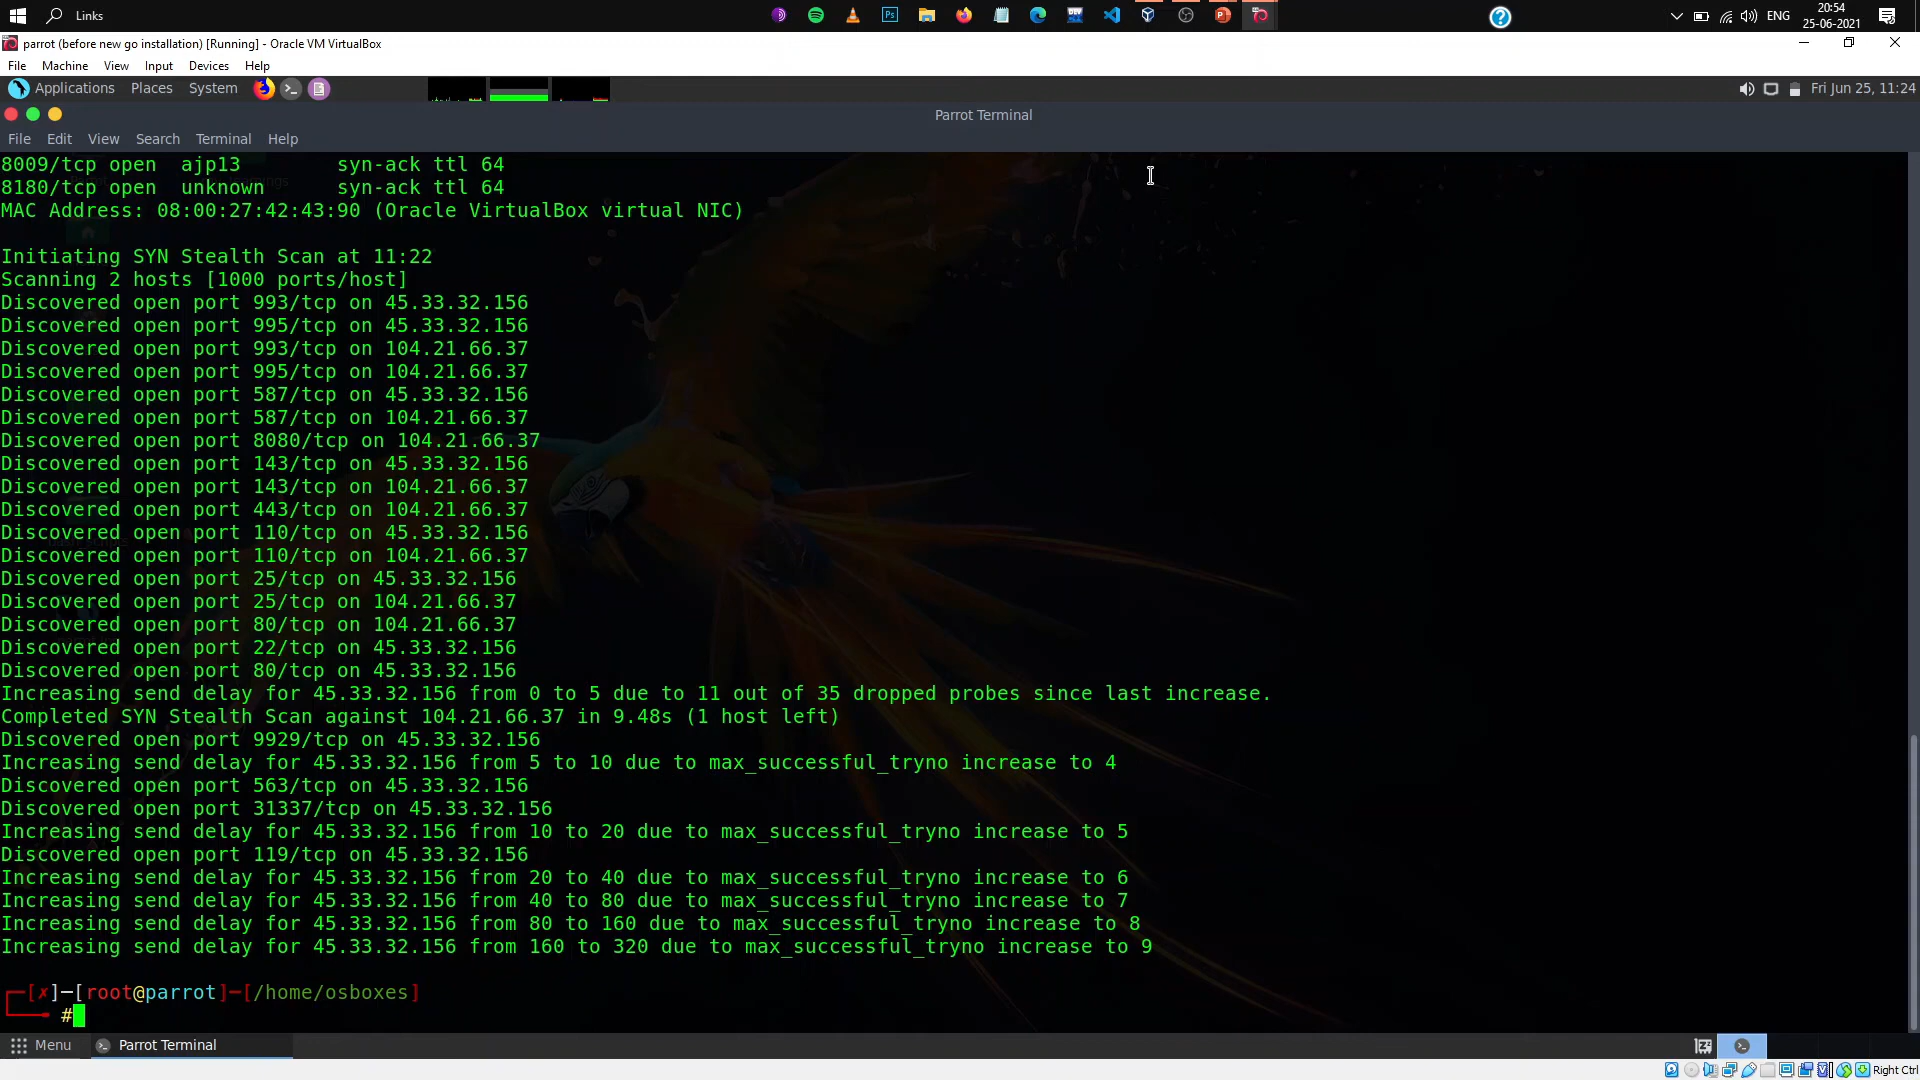 Links
ENG
20:54
25-06-2021
parrot (before new go installation) [Running] - Oracle VM VirtualBox
File Machine View Input Devices Help
Applications Places System
Fri Jun 25, 11:24
Parrot Terminal
File Edit View Search Terminal Help
8009/tcp open  ajp13        syn-ack ttl 64
8180/tcp open  unknown      syn-ack ttl 64
MAC Address: 08:00:27:42:43:90 (Oracle VirtualBox virtual NIC)
Initiating SYN Stealth Scan at 11:22
Scanning 2 hosts [1000 ports/host]
Discovered open port 993/tcp on 45.33.32.156
Discovered open port 995/tcp on 45.33.32.156
Discovered open port 993/tcp on 104.21.66.37
Discovered open port 995/tcp on 104.21.66.37
Discovered open port 587/tcp on 45.33.32.156
Discovered open port 587/tcp on 104.21.66.37
Discovered open port 8080/tcp on 104.21.66.37
Discovered open port 143/tcp on 45.33.32.156
Discovered open port 143/tcp on 104.21.66.37
Discovered open port 443/tcp on 104.21.66.37
Discovered open port 110/tcp on 45.33.32.156
Discovered open port 110/tcp on 104.21.66.37
Discovered open port 25/tcp on 45.33.32.156
Discovered open port 25/tcp on 104.21.66.37
Discovered open port 80/tcp on 104.21.66.37
Discovered open port 22/tcp on 45.33.32.156
Discovered open port 80/tcp on 45.33.32.156
Increasing send delay for 45.33.32.156 from 0 to 5 due to 11 out of 35 dropped probes since last increase.
Completed SYN Stealth Scan against 104.21.66.37 in 9.48s (1 host left)
Discovered open port 9929/tcp on 45.33.32.156
Increasing send delay for 45.33.32.156 from 5 to 10 due to max_successful_tryno increase to 4
Discovered open port 563/tcp on 45.33.32.156
Discovered open port 31337/tcp on 45.33.32.156
Increasing send delay for 45.33.32.156 from 10 to 20 due to max_successful_tryno increase to 5
Discovered open port 119/tcp on 45.33.32.156
Increasing send delay for 45.33.32.156 from 20 to 40 due to max_successful_tryno increase to 6
Increasing send delay for 45.33.32.156 from 40 to 80 due to max_successful_tryno increase to 7
Increasing send delay for 45.33.32.156 from 80 to 160 due to max_successful_tryno increase to 8
Increasing send delay for 45.33.32.156 from 160 to 320 due to max_successful_tryno increase to 9
┌─[✗]─[root@parrot]─[/home/osboxes]
└──╼ #
Menu Parrot Terminal
Right Ctrl